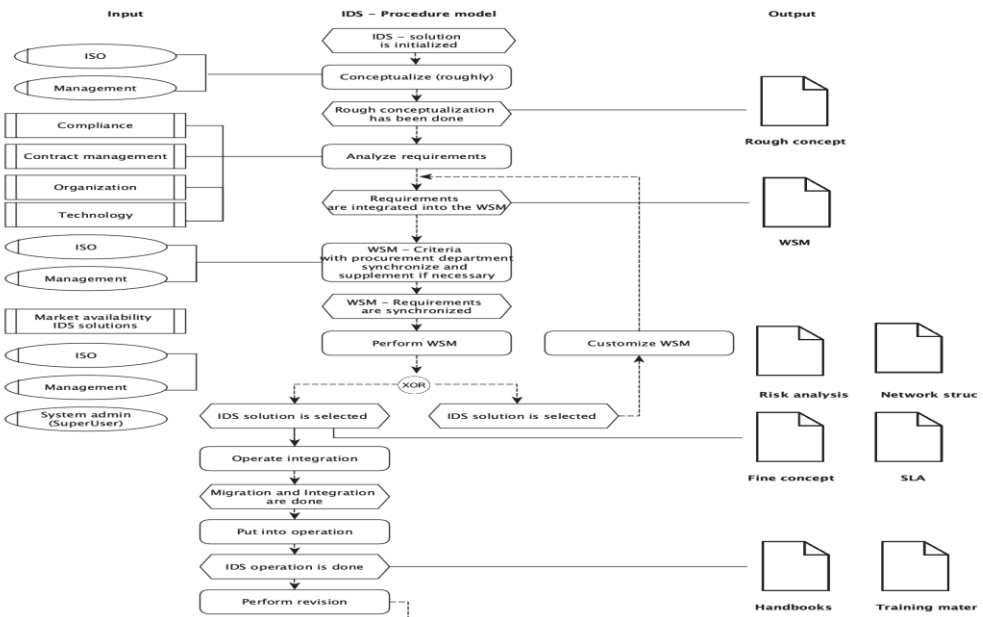 Input
IDS – Procedure model
Output
IDS – solution
is initialized
ISO
Conceptualize (roughly)
Management
Rough conceptualization
has been done
Rough concept
Compliance
Contract management
Analyze requirements
Organization
Technology
Requirements
are integrated into the WSM
WSM
ISO
WSM – Criteria
with procurement department
synchronize and
supplement if necessary
Management
WSM – Requirements
are synchronized
Market availability
IDS solutions
Perform WSM
Customize WSM
ISO
Management
XOR
Risk analysis
Network struc
System admin
(SuperUser)
IDS solution is selected
IDS solution is selected
Operate integration
Fine concept
SLA
Migration and Integration
are done
Put into operation
IDS operation is done
Perform revision
Handbooks
Training mater